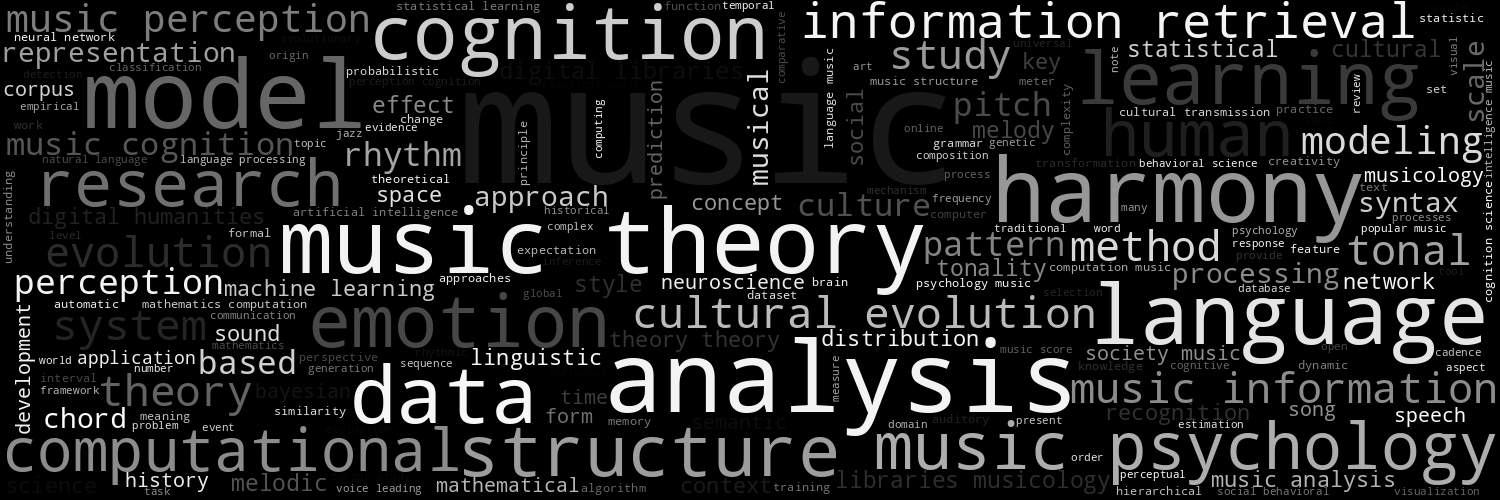 music perception
statistical learning
function
temporal
cognition
information retrieval
statistic
neural network
evolutionary
origin
representation
classification
detection
model
probabilistic
perception cognition
digital libraries
music
comparative
corpus
empirical
work
effect
change
evidence
jazz
music cognition
topic
natural language
language processing
rhythm
principle
computing
prediction
musical
language music
social
art
study
universal
key
note
statistical
cultural
visual
scale
music structure
meter
learning
review
set
pitch
complexity
cultural transmission
practice
online
melody
human
modeling
grammar
genetic
composition
intelligence music
research
theoretical
space
approach
process
transformation
behavioral science
creativity
musicology
harmony
text
understanding
digital humanities
artificial intelligence
historical
concept
culture
mechanism
frequency
computer
many
syntax
processes
level
formal
complex
traditional
word
psychology
popular music
evolution
music theory
expectation
inference
pattern
method
response
feature
provide
tonal
cognition science
tonality
computation music
processing
tool
perception
machine learning
approaches
style
neuroscience
brain
psychology music
database
network
automatic
mathematics computation
global
dataset
selection
communication
development
system
sound
mathematics
emotion
cultural evolution
language
theory theory
distribution
open
world
application
number
based
perspective
generation
rhythmic
sequence
linguistic
analysis
music score
society music
knowledge
cognitive
dynamic
cadence
aspect
interval
framework
theory
bayesian
data
time
measure
music information
chord
meaning
problem
event
similarity
form
memory
semantic
domain
auditory
present
recognition
estimation
song
speech
computational
structure
music psychology
order
science
history
task
melodic
voice leading
mathematical
algorithm
context
training
libraries musicology
perceptual
music analysis
hierarchical
social behavioral
visualization